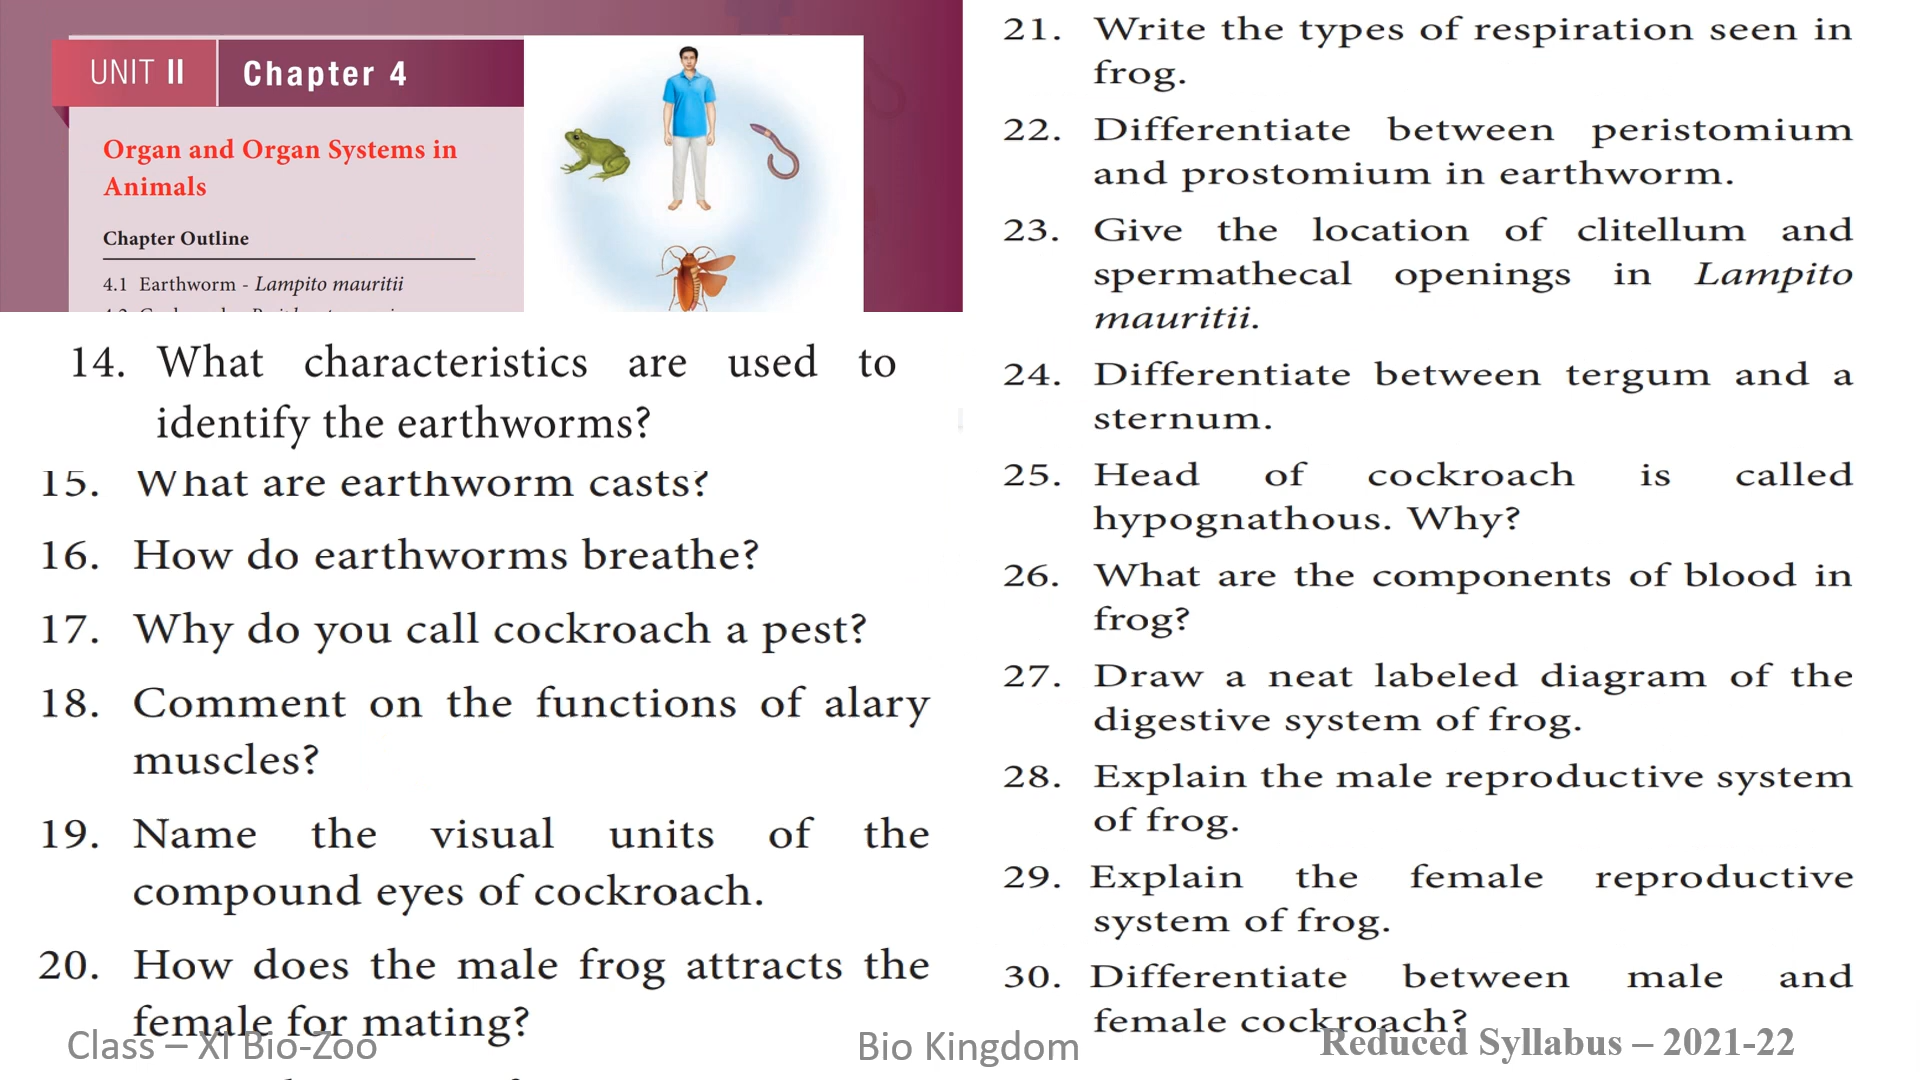 UNIT II
Chapter 4
Organ and Organ Systems in
Animals
Chapter Outline
4.1 Earthworm - Lampito mauritii
14. What characteristics are used to
identify the earthworms?
15. What are earthworm casts?
16. How do earthworms breathe?
17. Why do you call cockroach a pest?
18. Comment on the functions of alary
muscles?
19. Name the visual units of the
compound eyes of cockroach.
20. How does the male frog attracts the
female for mating?
21. Write the types of respiration seen in
frog.
22. Differentiate between peristomium
and prostomium in earthworm.
23. Give the location of clitellum and
spermathecal openings in Lampito
mauritii.
24. Differentiate between tergum and a
sternum.
25. Head of cockroach is called
hypognathous. Why?
26. What are the components of blood in
frog?
27. Draw a neat labeled diagram of the
digestive system of frog.
28. Explain the male reproductive system
of frog.
29. Explain the female reproductive
system of frog.
30. Differentiate between male and
female cockroach?
Class – XI Bio-Zoo
Bio Kingdom
Reduced Syllabus – 2021-22